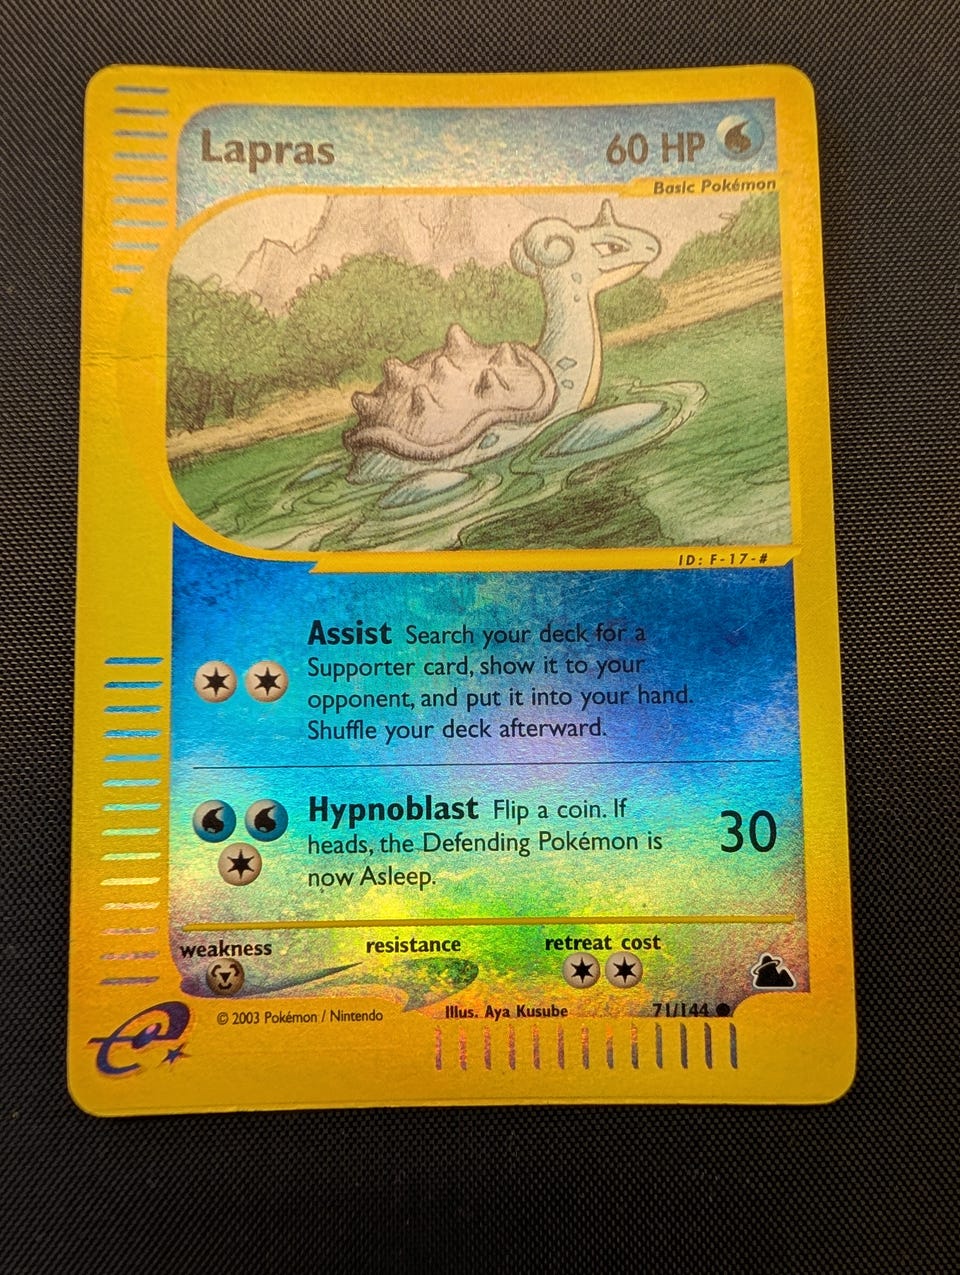 Lapras
60 HP
Basic Pokémon
ID: F-17-#
Assist Search your deck for a
Supporter card, show it to your
opponent, and put it into your hand.
Shuffle your deck afterward.
Hypnoblast Flip a coin. If
heads, the Defending Pokémon is
now Asleep.
30
weakness resistance retreat cost
© 2003 Pokémon / Nintendo
Illus. Aya Kusube
71/144
e